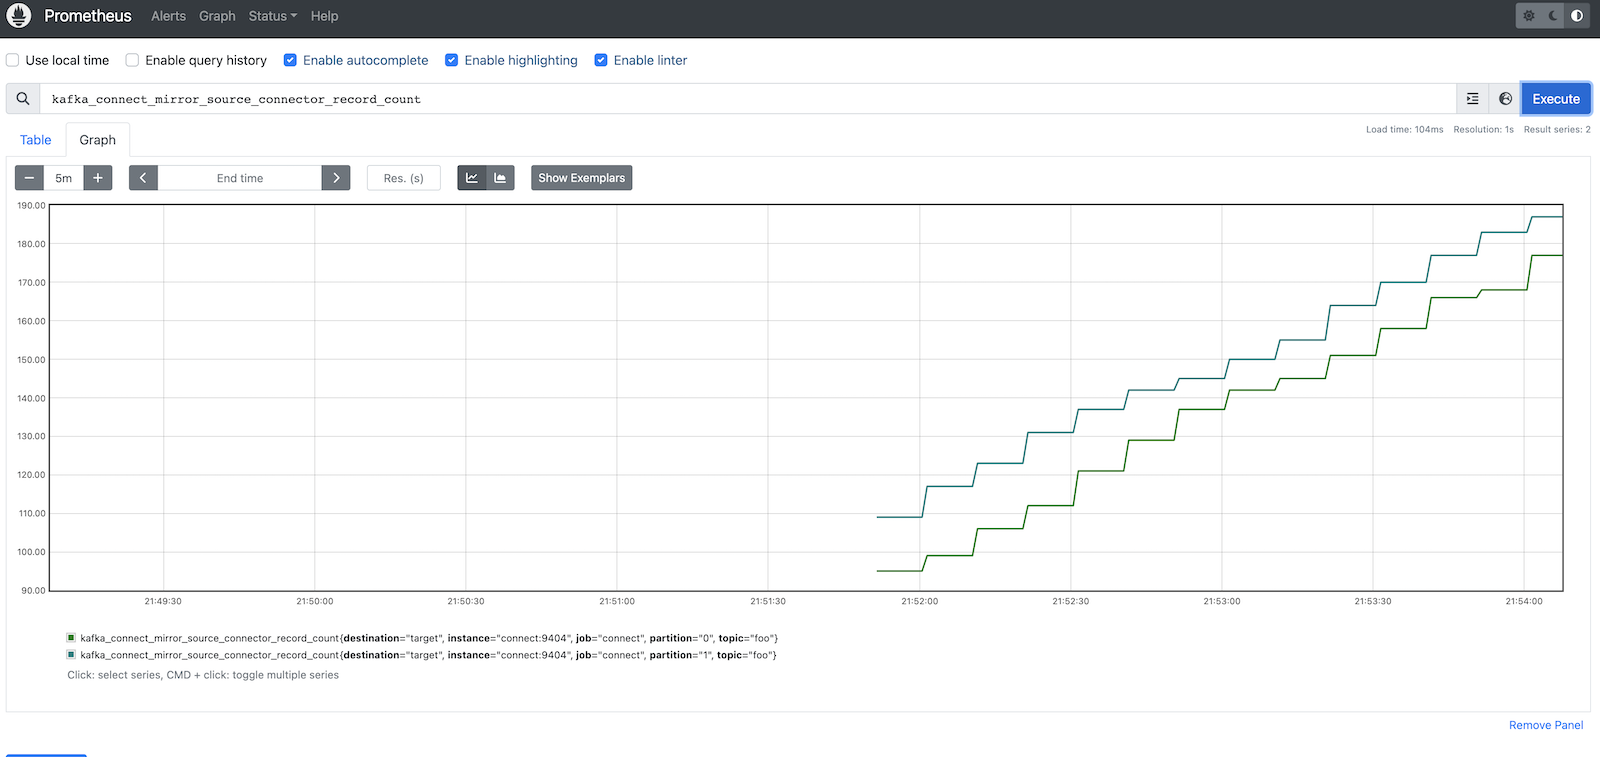 Prometheus Alerts Graph Status Help
Use local time Enable query history Enable autocomplete Enable highlighting Enable linter
kafka_connect_mirror_source_connector_record_count Execute
Load time: 104ms Resolution: 1s Result series: 2
Table Graph
− 5m + End time Res. (s) Show Exemplars
190.00
180.00
170.00
160.00
150.00
140.00
130.00
120.00
110.00
100.00
90.00
21:49:30 21:50:00 21:50:30 21:51:00 21:51:30 21:52:00 21:52:30 21:53:00 21:53:30 21:54:00
kafka_connect_mirror_source_connector_record_count{destination="target", instance="connect:9404", job="connect", partition="0", topic="foo"}
kafka_connect_mirror_source_connector_record_count{destination="target", instance="connect:9404", job="connect", partition="1", topic="foo"}
Click: select series, CMD + click: toggle multiple series
Remove Panel